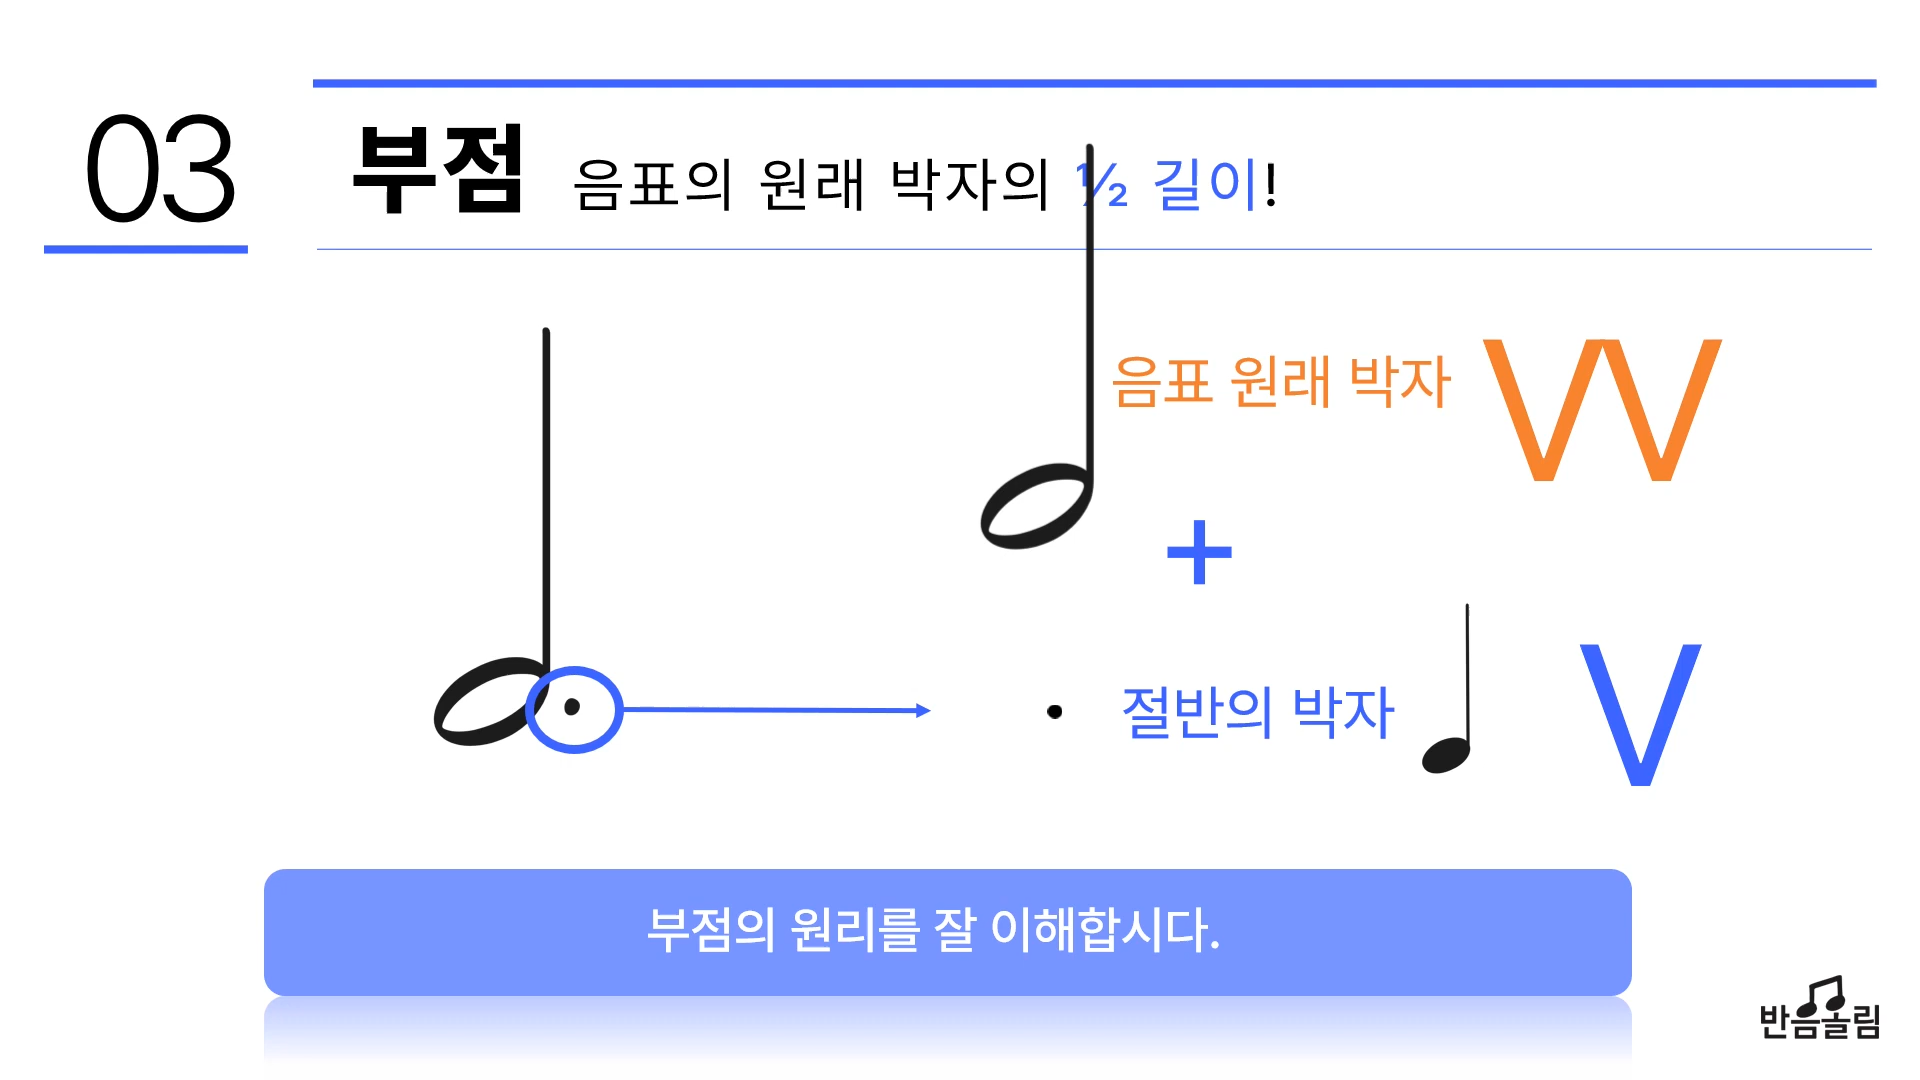 03
부점 음표의 원래 박자의 ½ 길이!
음표 원래 박자 VV
+
절반의 박자 V
부점의 원리를 잘 이해합시다.
반음올림